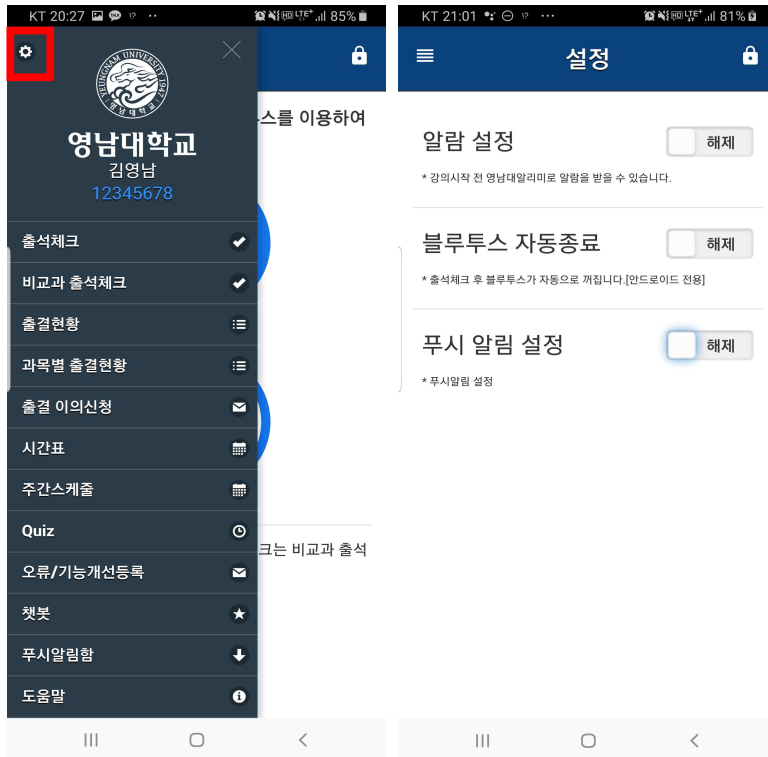 KT 20:27 85%
YEUNGNAM UNIVERSITY 1947
영남대학교
영남대학교
김영남
12345678
출석체크
비교과 출석체크
출결현황
과목별 출결현황
출결 이의신청
시간표
주간스케줄
Quiz
오류/기능개선등록
챗봇
푸시알림함
도움말
스를 이용하여
크는 비교과 출석
KT 21:01 81%
설정
알람 설정 해제
* 강의시작 전 영남대알리미로 알람을 받을 수 있습니다.
블루투스 자동종료 해제
* 출석체크 후 블루투스가 자동으로 꺼집니다.[안드로이드 전용]
푸시 알림 설정 해제
* 푸시알림 설정